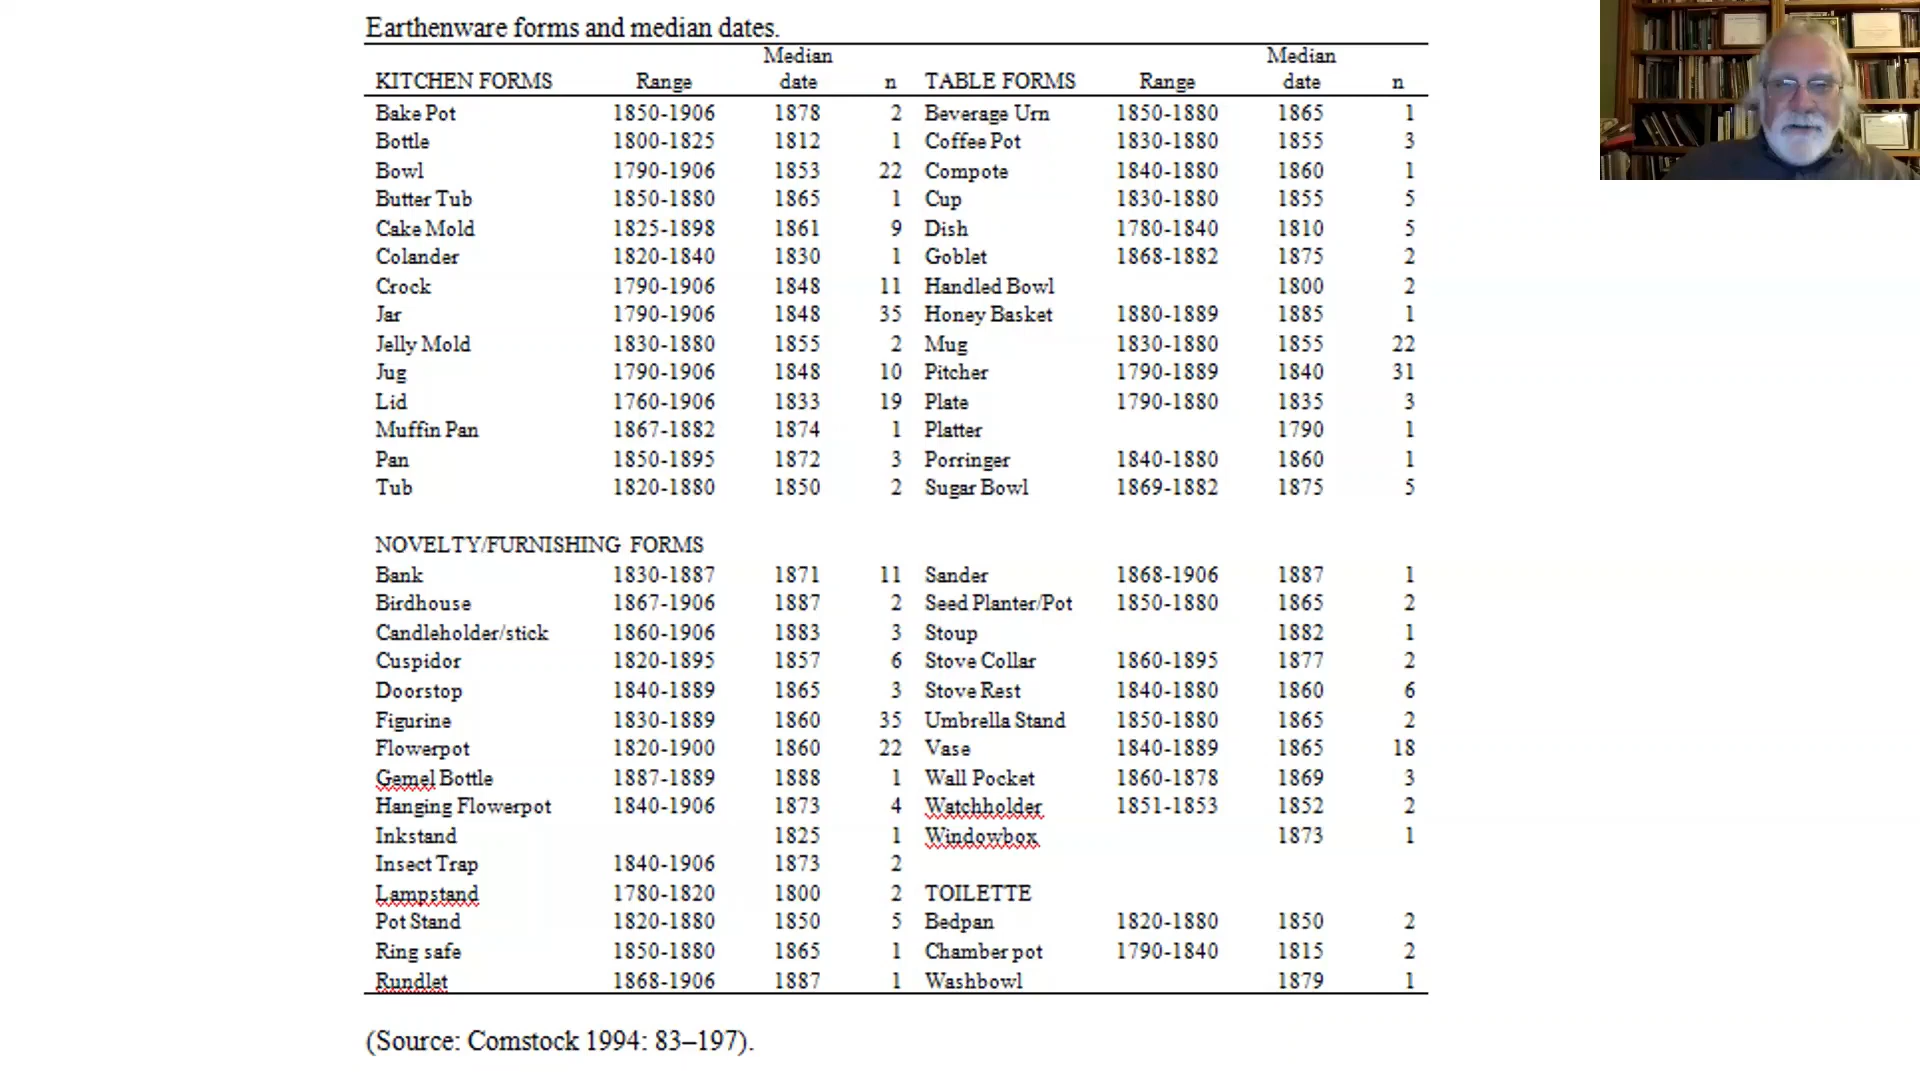 Earthenware forms and median dates.
Median Median
KITCHEN FORMS Range date n TABLE FORMS Range date n
Bake Pot 1850-1906 1878 2 Beverage Urn 1850-1880 1865 1
Bottle 1800-1825 1812 1 Coffee Pot 1830-1880 1855 3
Bowl 1790-1906 1853 22 Compote 1840-1880 1860 1
Butter Tub 1850-1880 1865 1 Cup 1830-1880 1855 5
Cake Mold 1825-1898 1861 9 Dish 1780-1840 1810 5
Colander 1820-1840 1830 1 Goblet 1868-1882 1875 2
Crock 1790-1906 1848 11 Handled Bowl 1800 2
Jar 1790-1906 1848 35 Honey Basket 1880-1889 1885 1
Jelly Mold 1830-1880 1855 2 Mug 1830-1880 1855 22
Jug 1790-1906 1848 10 Pitcher 1790-1889 1840 31
Lid 1760-1906 1833 19 Plate 1790-1880 1835 3
Muffin Pan 1867-1882 1874 1 Platter 1790 1
Pan 1850-1895 1872 3 Porringer 1840-1880 1860 1
Tub 1820-1880 1850 2 Sugar Bowl 1869-1882 1875 5
NOVELTY/FURNISHING FORMS
Bank 1830-1887 1871 11 Sander 1868-1906 1887 1
Birdhouse 1867-1906 1887 2 Seed Planter/Pot 1850-1880 1865 2
Candleholder/stick 1860-1906 1883 3 Stoup 1882 1
Cuspidor 1820-1895 1857 6 Stove Collar 1860-1895 1877 2
Doorstop 1840-1889 1865 3 Stove Rest 1840-1880 1860 6
Figurine 1830-1889 1860 35 Umbrella Stand 1850-1880 1865 2
Flowerpot 1820-1900 1860 22 Vase 1840-1889 1865 18
Gemel Bottle 1887-1889 1888 1 Wall Pocket 1860-1878 1869 3
Hanging Flowerpot 1840-1906 1873 4 Watchholder 1851-1853 1852 2
Inkstand 1825 1 Windowbox 1873 1
Insect Trap 1840-1906 1873 2
Lampstand 1780-1820 1800 2 TOILETTE
Pot Stand 1820-1880 1850 5 Bedpan 1820-1880 1850 2
Ring safe 1850-1880 1865 1 Chamber pot 1790-1840 1815 2
Rundlet 1868-1906 1887 1 Washbowl 1879 1
(Source: Comstock 1994: 83–197).